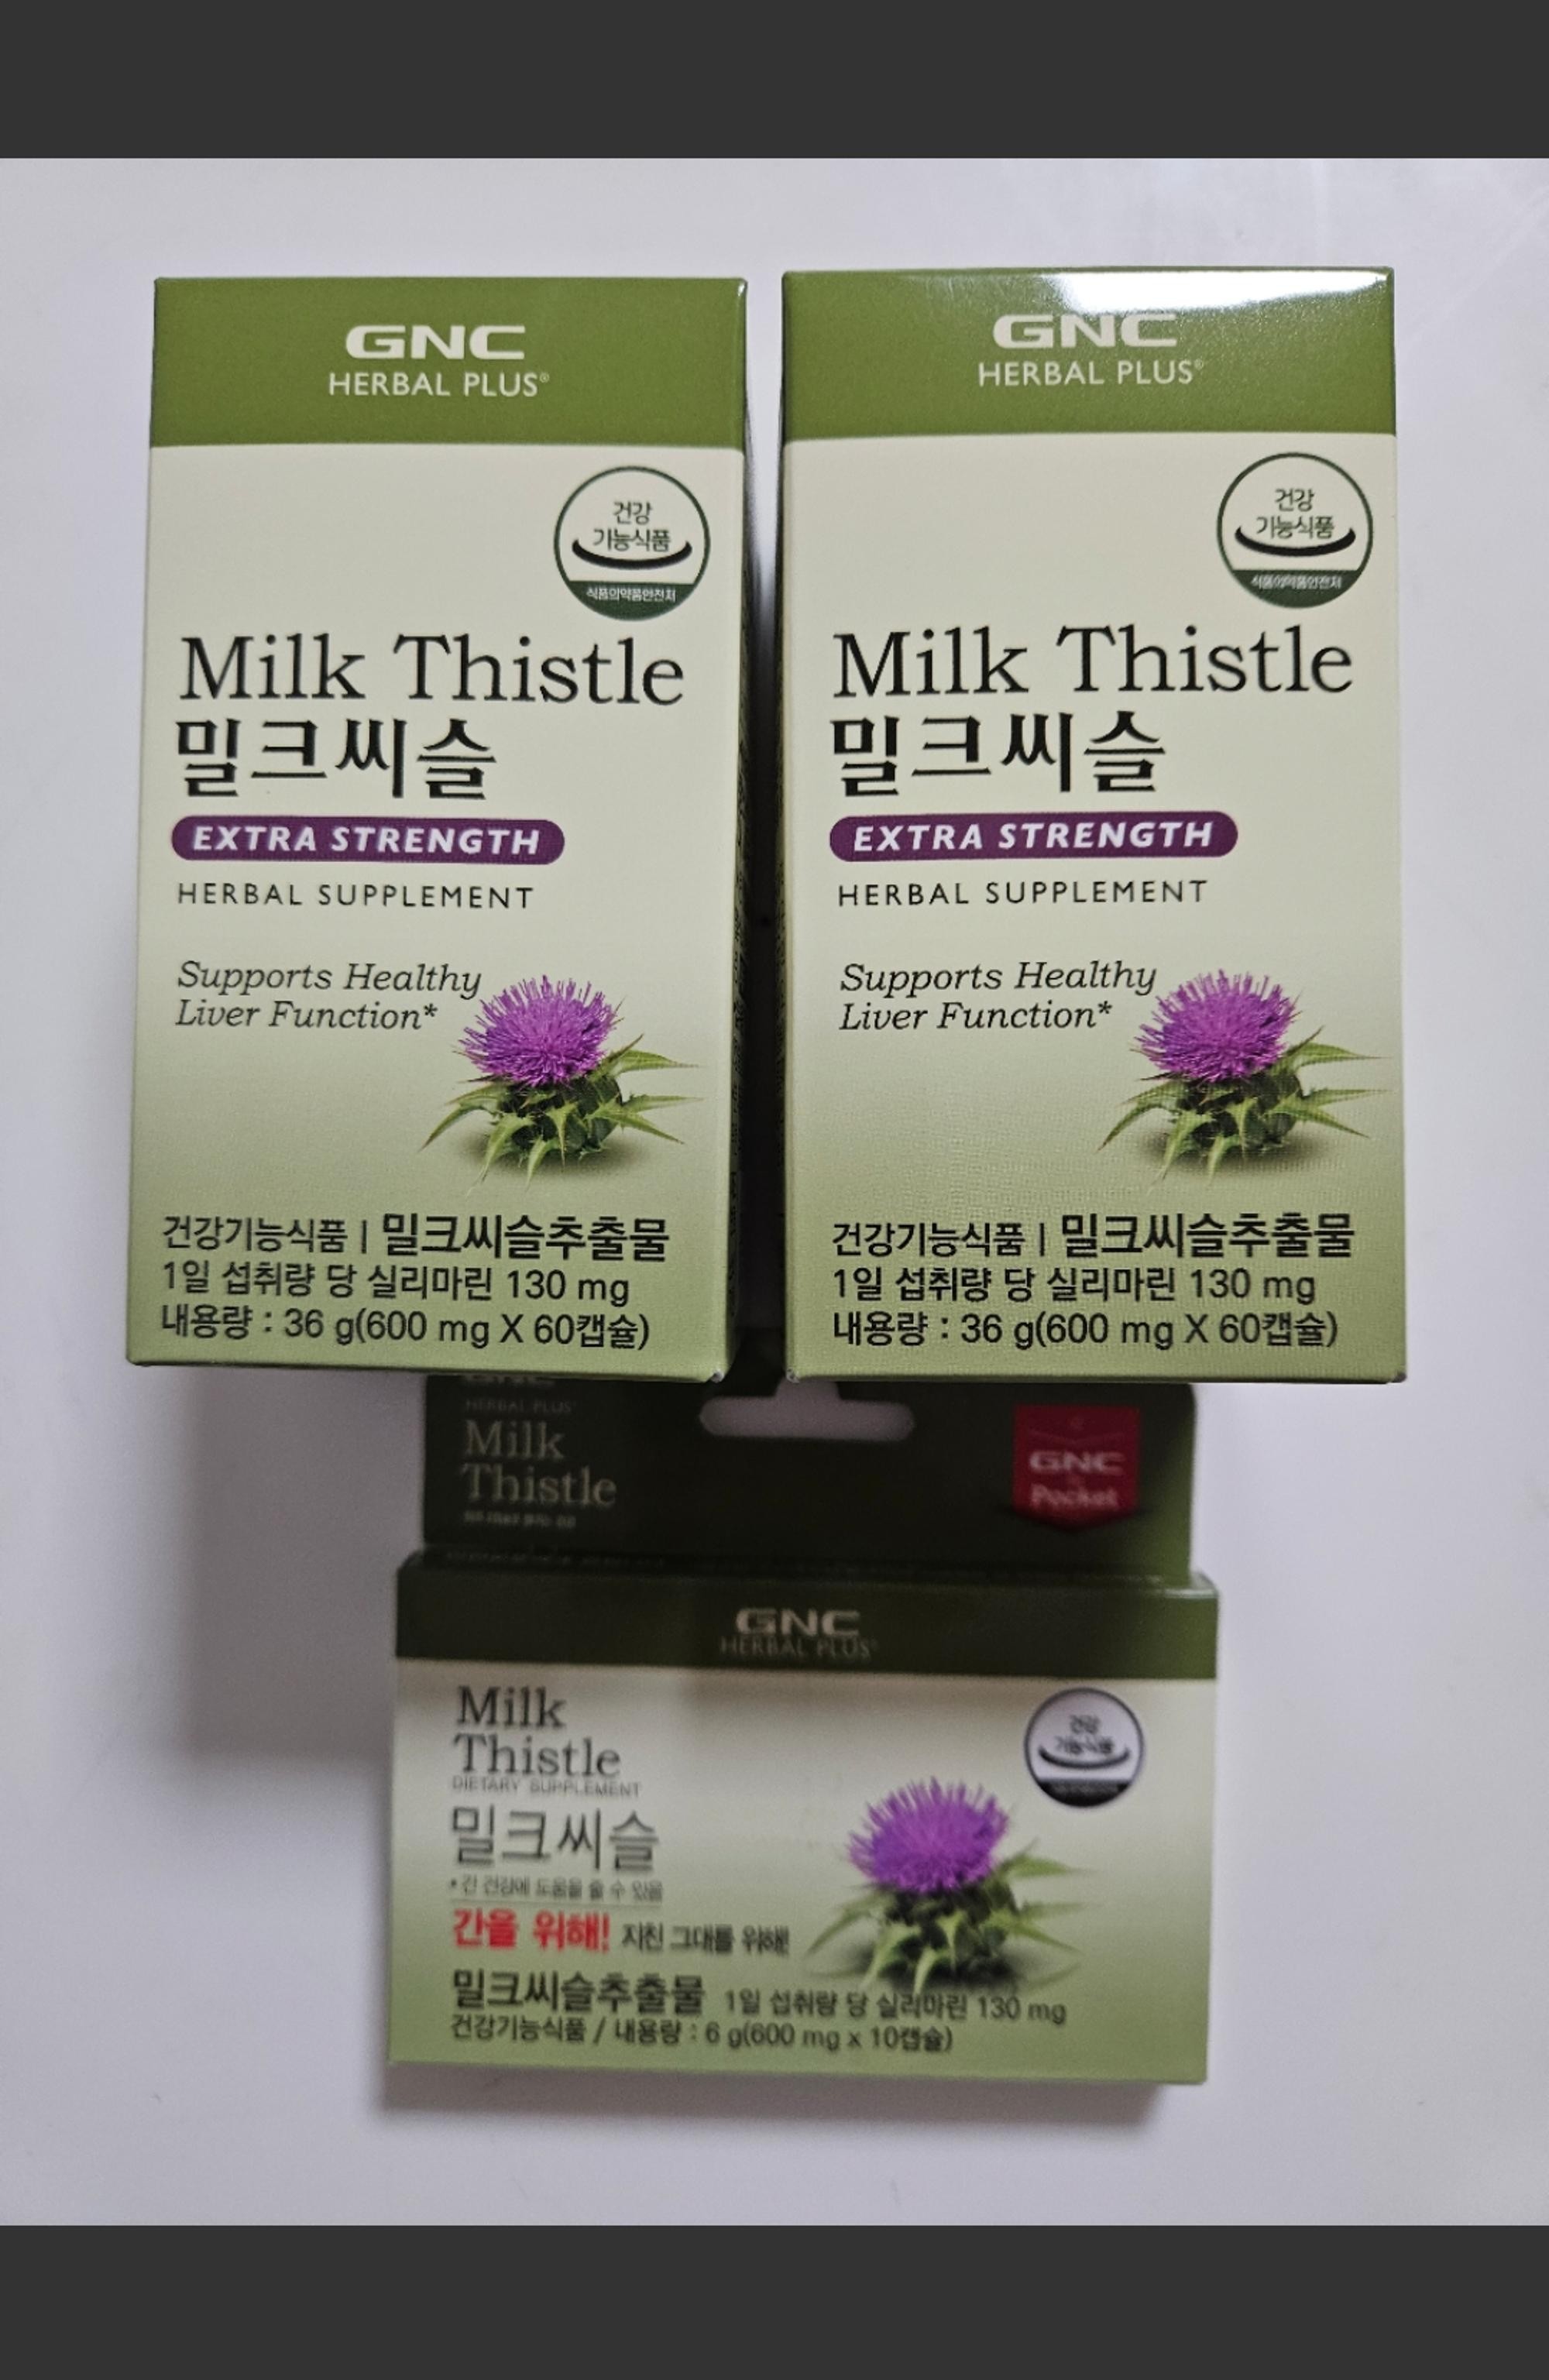 GNC
HERBAL PLUS®
건강
기능식품
식품의약품안전처
Milk Thistle
밀크씨슬
EXTRA STRENGTH
HERBAL SUPPLEMENT
Supports Healthy
Liver Function*
건강기능식품 | 밀크씨슬추출물
1일 섭취량 당 실리마린 130 mg
내용량 : 36 g(600 mg X 60캡슐)
GNC
HERBAL PLUS®
건강
기능식품
식품의약품안전처
Milk Thistle
밀크씨슬
EXTRA STRENGTH
HERBAL SUPPLEMENT
Supports Healthy
Liver Function*
건강기능식품 | 밀크씨슬추출물
1일 섭취량 당 실리마린 130 mg
내용량 : 36 g(600 mg X 60캡슐)
GNC
HERBAL PLUS
Milk
Thistle
GNC
Pocket
GNC
HERBAL PLUS®
Milk
Thistle
DIETARY SUPPLEMENT
밀크씨슬
*간 건강에 도움을 줄 수 있음
간을 위해! 지친 그대를 위해!
밀크씨슬추출물 1일 섭취량 당 실리마린 130 mg
건강기능식품 / 내용량 : 6 g(600 mg x 10캡슐)
건강
기능식품